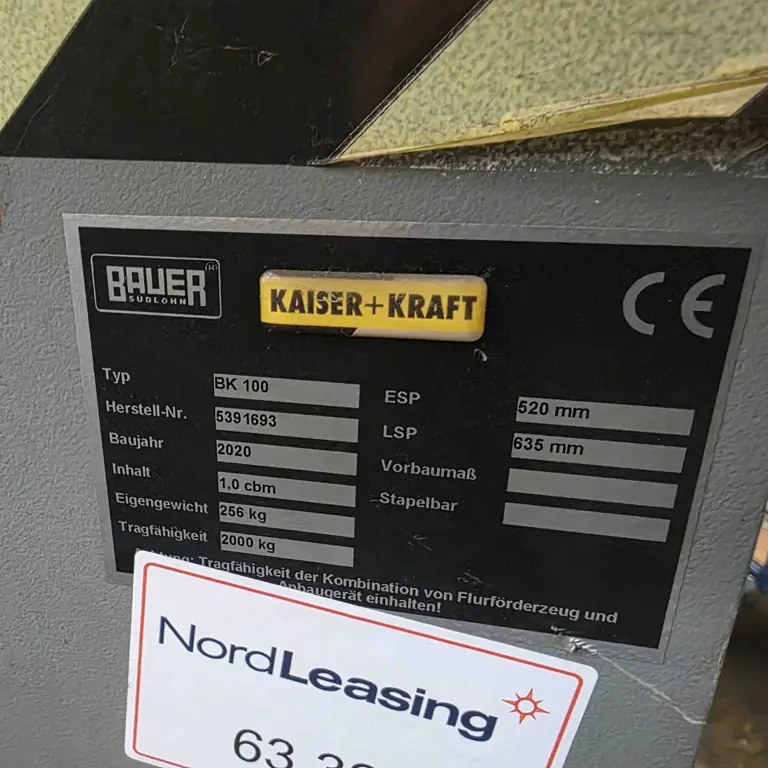 BAUER (H)
SÜDLOHN
KAISER+KRAFT
CE
Typ BK 100
Herstell-Nr. 5391693
Baujahr 2020
Inhalt 1,0 cbm
Eigengewicht 256 kg
Tragfähigkeit 2000 kg
ESP 520 mm
LSP 635 mm
Vorbaumaß
Stapelbar
Tragfähigkeit der Kombination von Flurförderzeug und
Anbaugerät einhalten!
NordLeasing
63